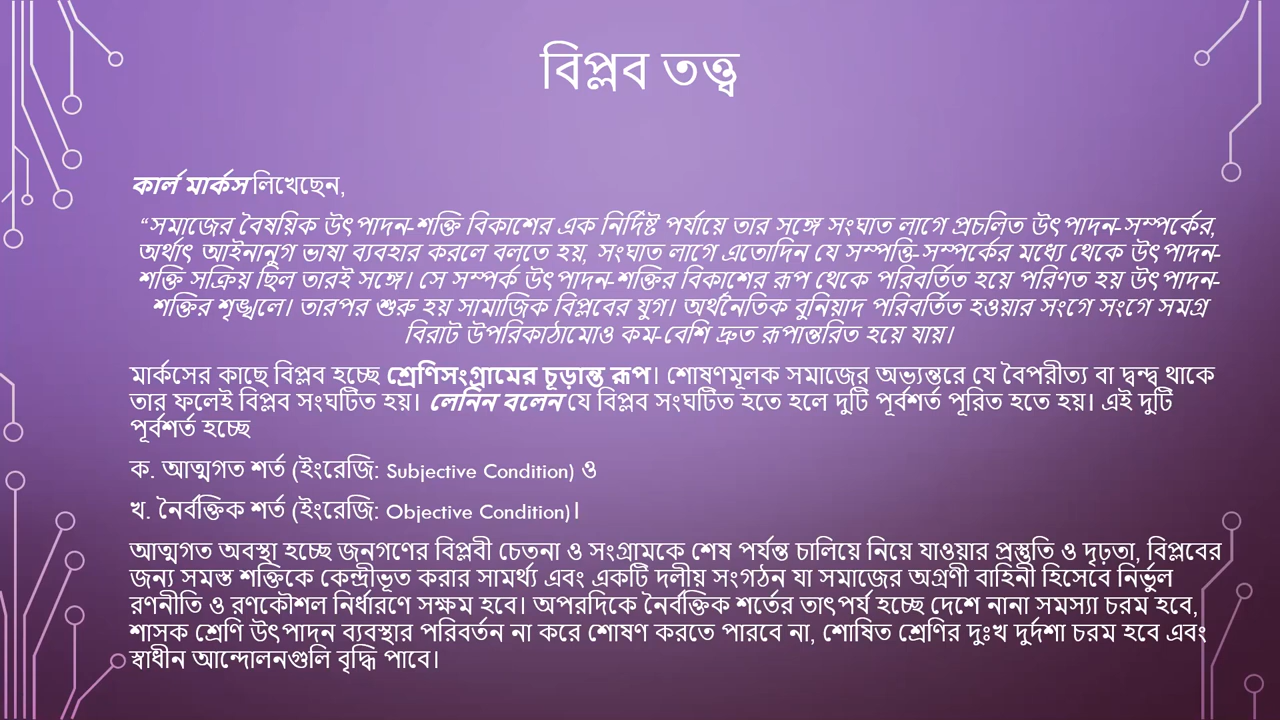 বিপ্লব তত্ত্ব
কার্ল মার্কস লিখেছেন,
“সমাজের বৈষয়িক উৎপাদন-শক্তি বিকাশের এক নির্দিষ্ট পর্যায়ে তার সঙ্গে সংঘাত লাগে প্রচলিত উৎপাদন-সম্পর্কের,
অর্থাৎ আইনানুগ ভাষা ব্যবহার করলে বলতে হয়, সংঘাত লাগে এতোদিন যে সম্পত্তি-সম্পর্কের মধ্যে থেকে উৎপাদন-
শক্তি সক্রিয় ছিল তারই সঙ্গে। সে সম্পর্ক উৎপাদন-শক্তির বিকাশের রূপ থেকে পরিবর্তিত হয়ে পরিণত হয় উৎপাদন-
শক্তির শৃঙ্খলে। তারপর শুরু হয় সামাজিক বিপ্লবের যুগ। অর্থনৈতিক বুনিয়াদ পরিবর্তিত হওয়ার সংগে সংগে সমগ্র
বিরাট উপরিকাঠামোও কম-বেশি দ্রুত রূপান্তরিত হয়ে যায়।
মার্কসের কাছে বিপ্লব হচ্ছে শ্রেণিসংগ্রামের চূড়ান্ত রূপ। শোষণমূলক সমাজের অভ্যন্তরে যে বৈপরীত্য বা দ্বন্দ্ব থাকে
তার ফলেই বিপ্লব সংঘটিত হয়। লেনিন বলেন যে বিপ্লব সংঘটিত হতে হলে দুটি পূর্বশর্ত পূরিত হতে হয়। এই দুটি
পূর্বশর্ত হচ্ছে
ক. আত্মগত শর্ত (ইংরেজি: Subjective Condition) ও
খ. নৈর্ব্যক্তিক শর্ত (ইংরেজি: Objective Condition)।
আত্মগত অবস্থা হচ্ছে জনগণের বিপ্লবী চেতনা ও সংগ্রামকে শেষ পর্যন্ত চালিয়ে নিয়ে যাওয়ার প্রস্তুতি ও দৃঢ়তা, বিপ্লবের
জন্য সমস্ত শক্তিকে কেন্দ্রীভূত করার সামর্থ্য এবং একটি দলীয় সংগঠন যা সমাজের অগ্রণী বাহিনী হিসেবে নির্ভুল
রণনীতি ও রণকৌশল নির্ধারণে সক্ষম হবে। অপরদিকে নৈর্ব্যক্তিক শর্তের তাৎপর্য হচ্ছে দেশে নানা সমস্যা চরম হবে,
শাসক শ্রেণি উৎপাদন ব্যবস্থার পরিবর্তন না করে শোষণ করতে পারবে না, শোষিত শ্রেণির দুঃখ দুর্দশা চরম হবে এবং
স্বাধীন আন্দোলনগুলি বৃদ্ধি পাবে।